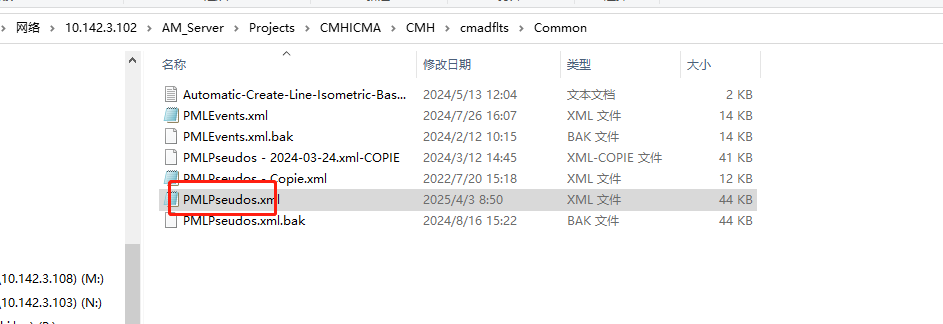 网络 > 10.142.3.102 > AM_Server > Projects > CMHICMA > CMH > cmadflts > Common
名称 修改日期 类型 大小
Automatic-Create-Line-Isometric-Bas... 2024/5/13 12:04 文本文档 2 KB
PMLEvents.xml 2024/7/26 16:07 XML 文件 14 KB
PMLEvents.xml.bak 2024/2/12 10:15 BAK 文件 14 KB
PMLPseudos - 2024-03-24.xml-COPIE 2024/3/12 14:45 XML-COPIE 文件 41 KB
PMLPseudos - Copie.xml 2022/7/20 15:18 XML 文件 12 KB
PMLPseudos.xml 2025/4/3 8:50 XML 文件 44 KB
PMLPseudos.xml.bak 2024/8/16 15:22 BAK 文件 44 KB
10.142.3.108) (M:)
10.142.3.103) (N:)